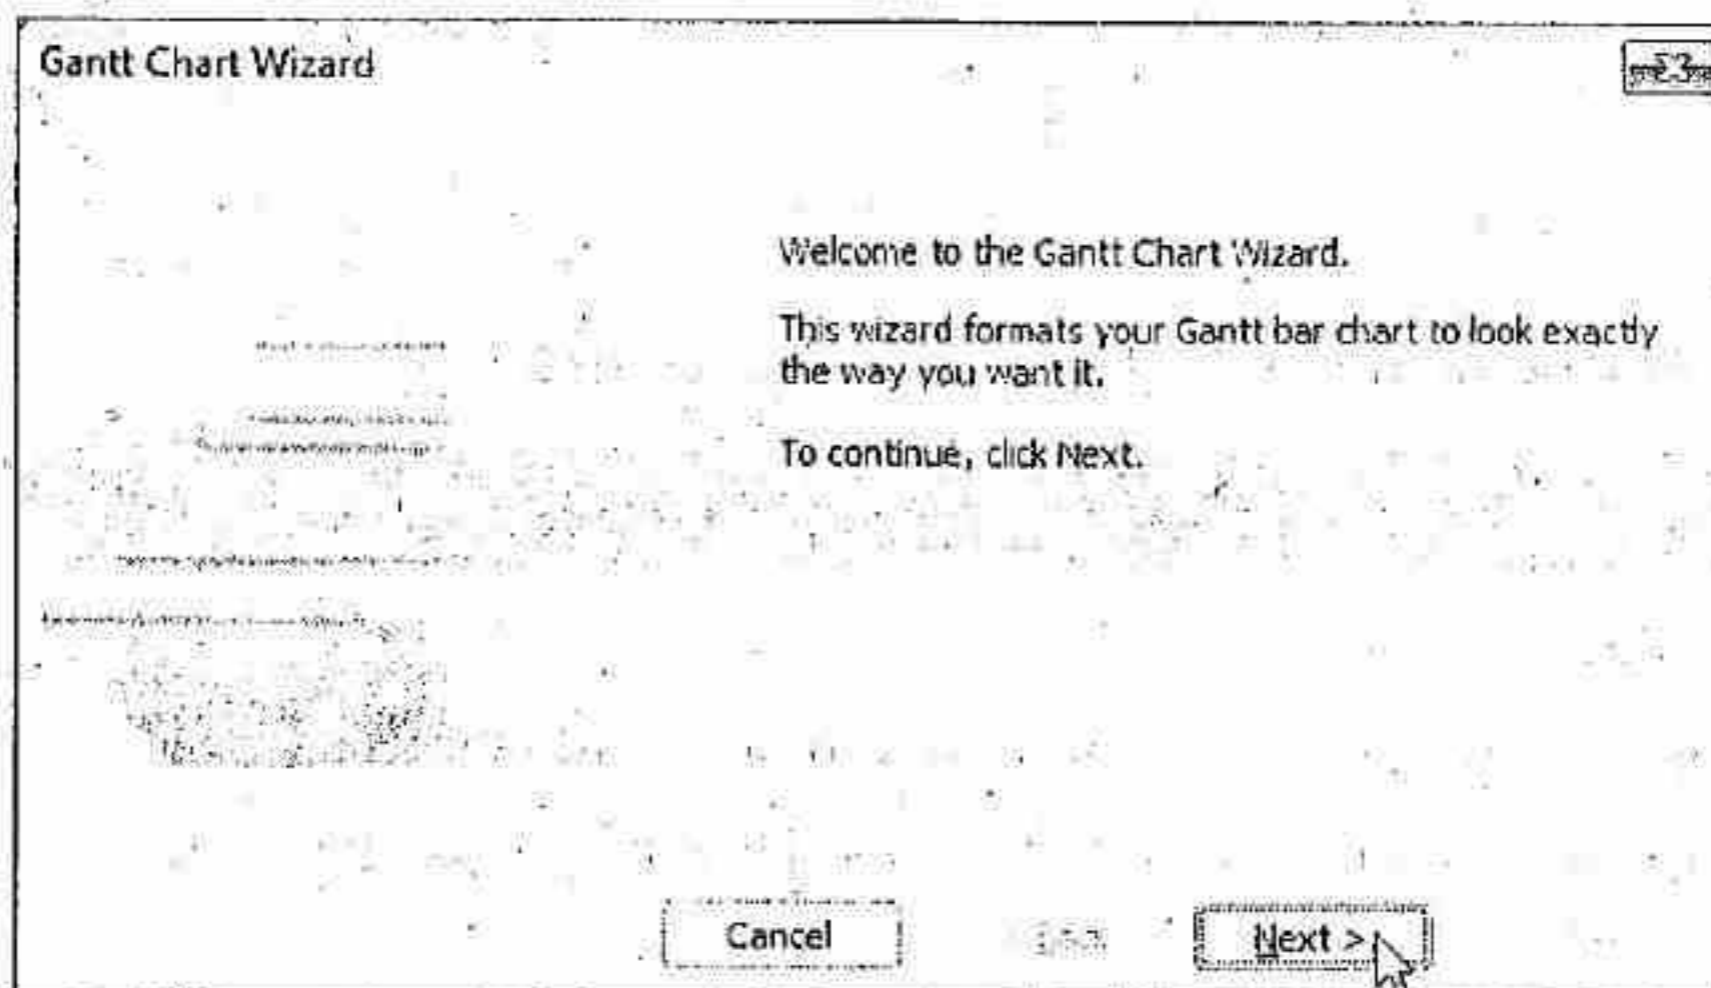 Gantt Chart Wizard
Welcome to the Gantt Chart Wizard.
This wizard formats your Gantt bar chart to look exactly
the way you want it.
To continue, click Next.
Cancel
Next >